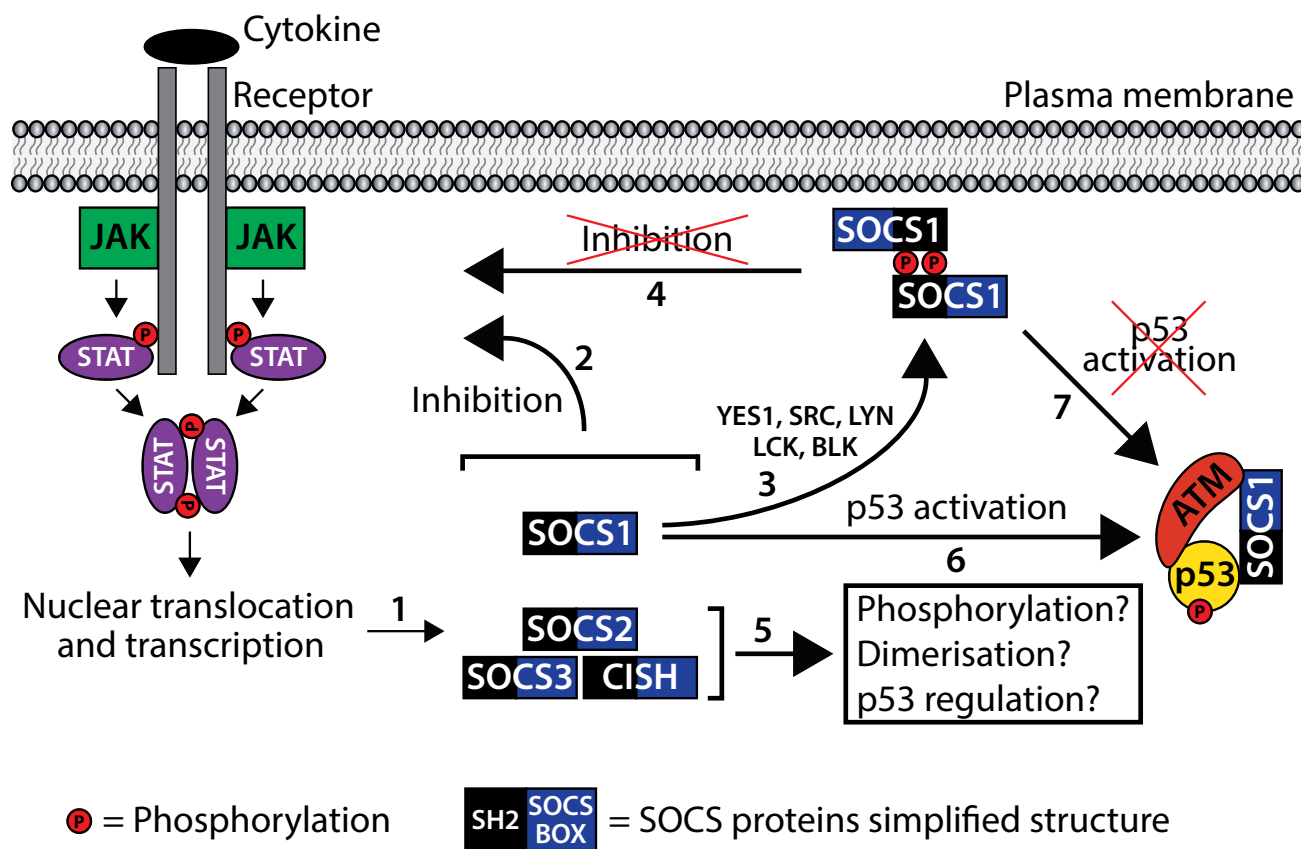 Cytokine
Receptor
Plasma membrane
JAK
JAK
P
STAT
P
STAT
P
STAT
STAT
P
Nuclear translocation
and transcription
1
Inhibition
2
Inhibition
4
SOCS1
P P
SOCS1
p53
activation
7
YES1, SRC, LYN
LCK, BLK
3
SOCS1
p53 activation
6
ATM
SOCS1
p53
P
SOCS2
SOCS3
CISH
5
Phosphorylation?
Dimerisation?
p53 regulation?
P = Phosphorylation
SH2 SOCS
BOX
= SOCS proteins simplified structure